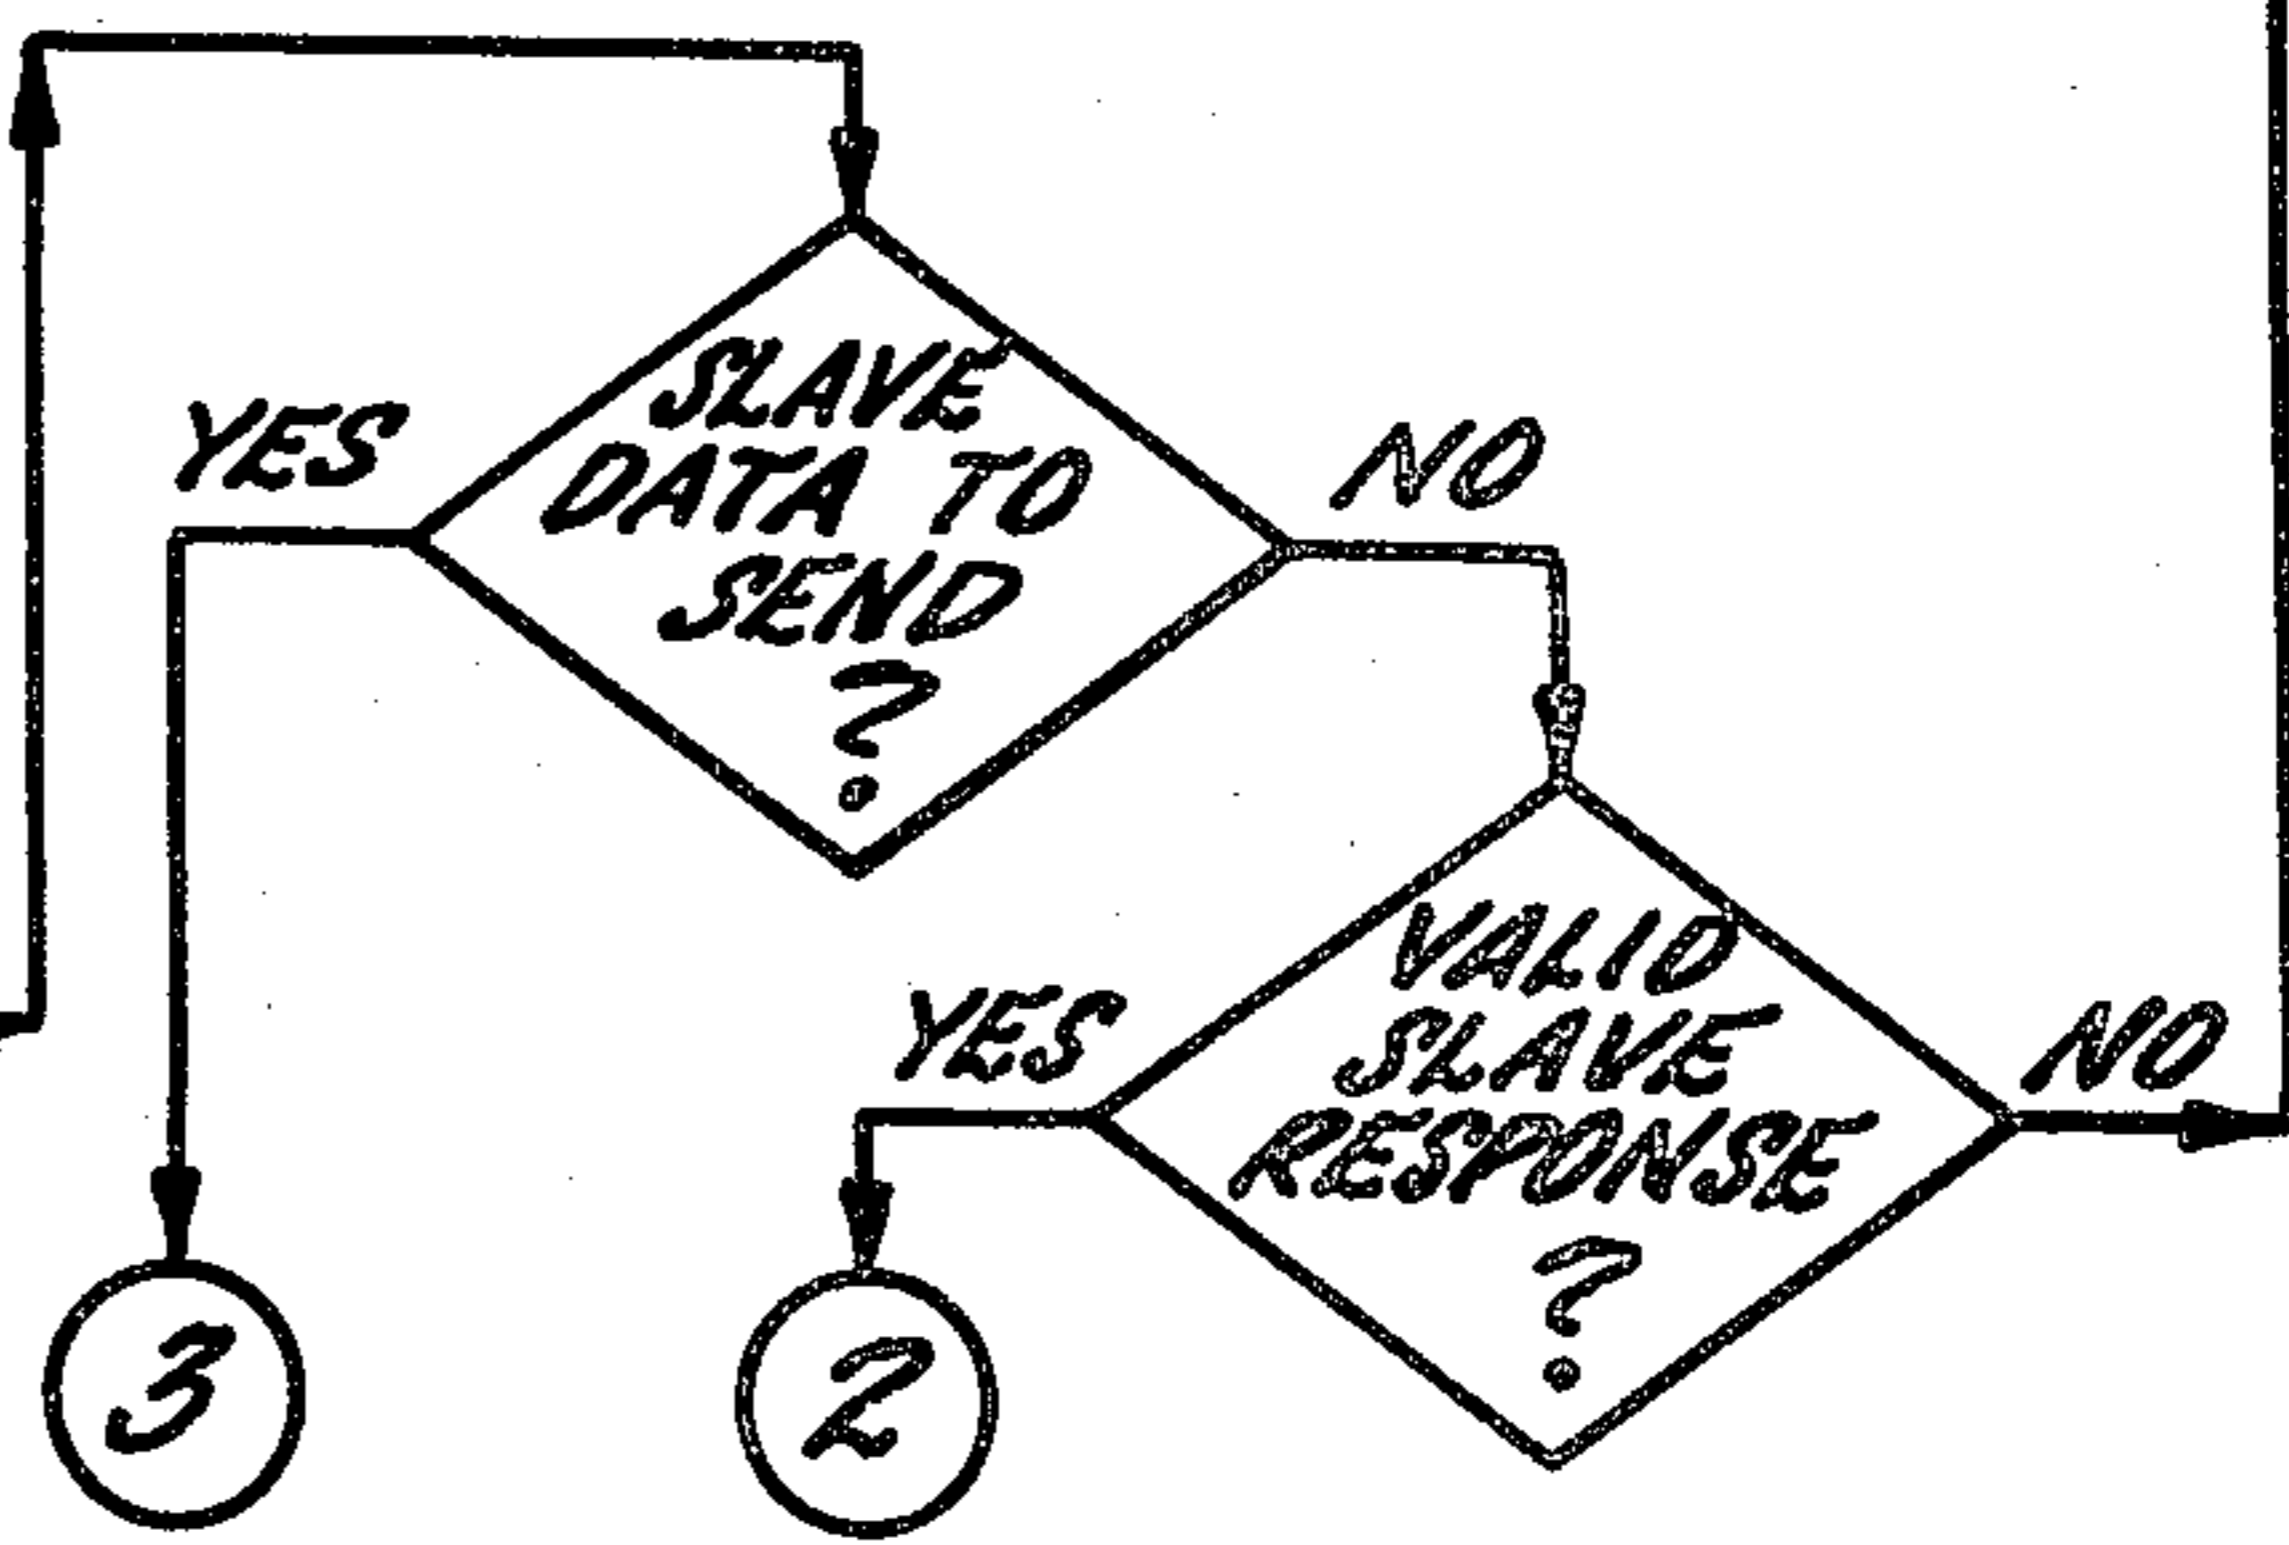 SLAVE
DATA TO
SEND
?
YES
NO
VALID
SLAVE
RESPONSE
?
YES
NO
3
2